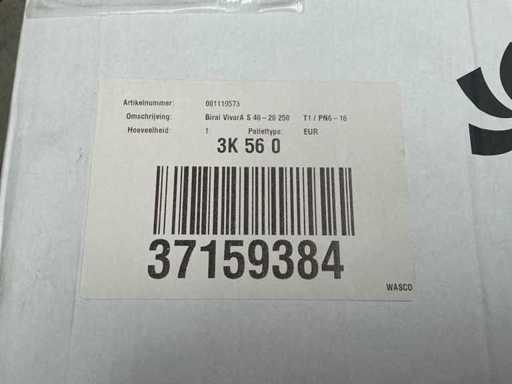 Artikelnummer: 081119573
Omschrijving: Biral VivarA S 40-20 250 T1 / PN6-16
Hoeveelheid: 1 Pallettype: EUR
3K 56 0
37159384
WASCO